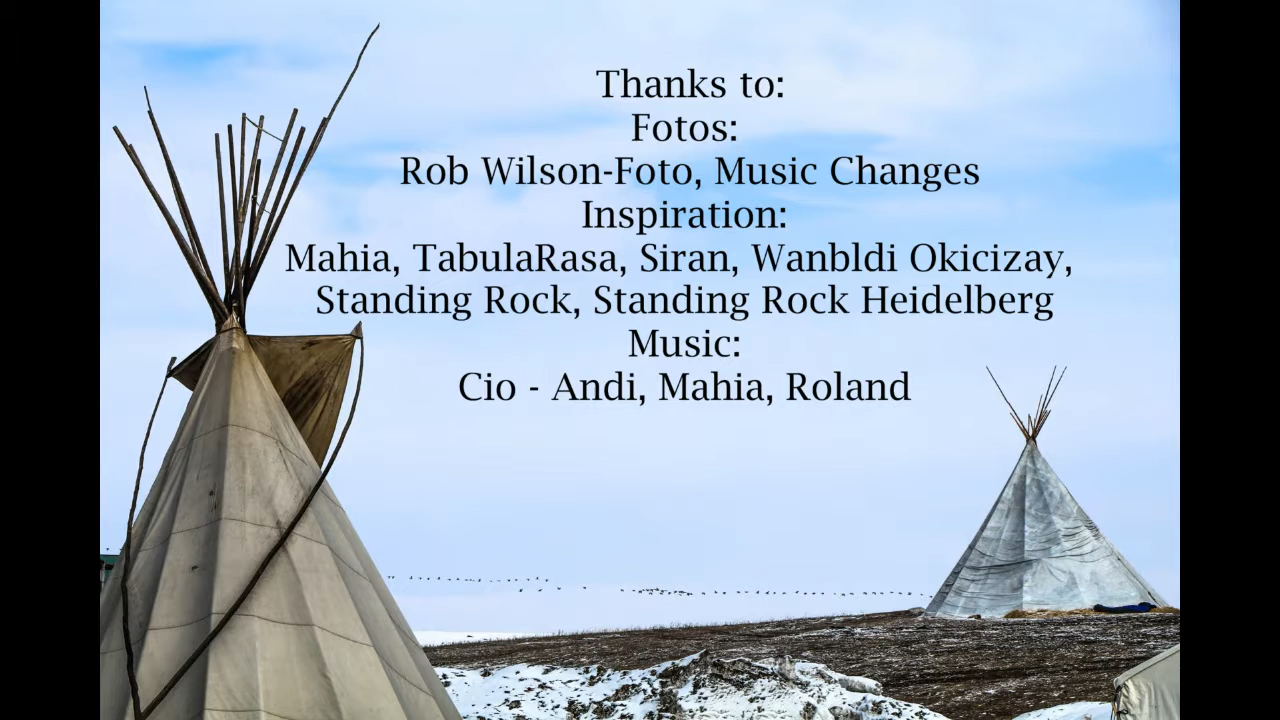 Thanks to:
Fotos:
Rob Wilson-Foto, Music Changes
Inspiration:
Mahia, TabulaRasa, Siran, Wanbldi Okicizay,
Standing Rock, Standing Rock Heidelberg
Music:
Cio - Andi, Mahia, Roland